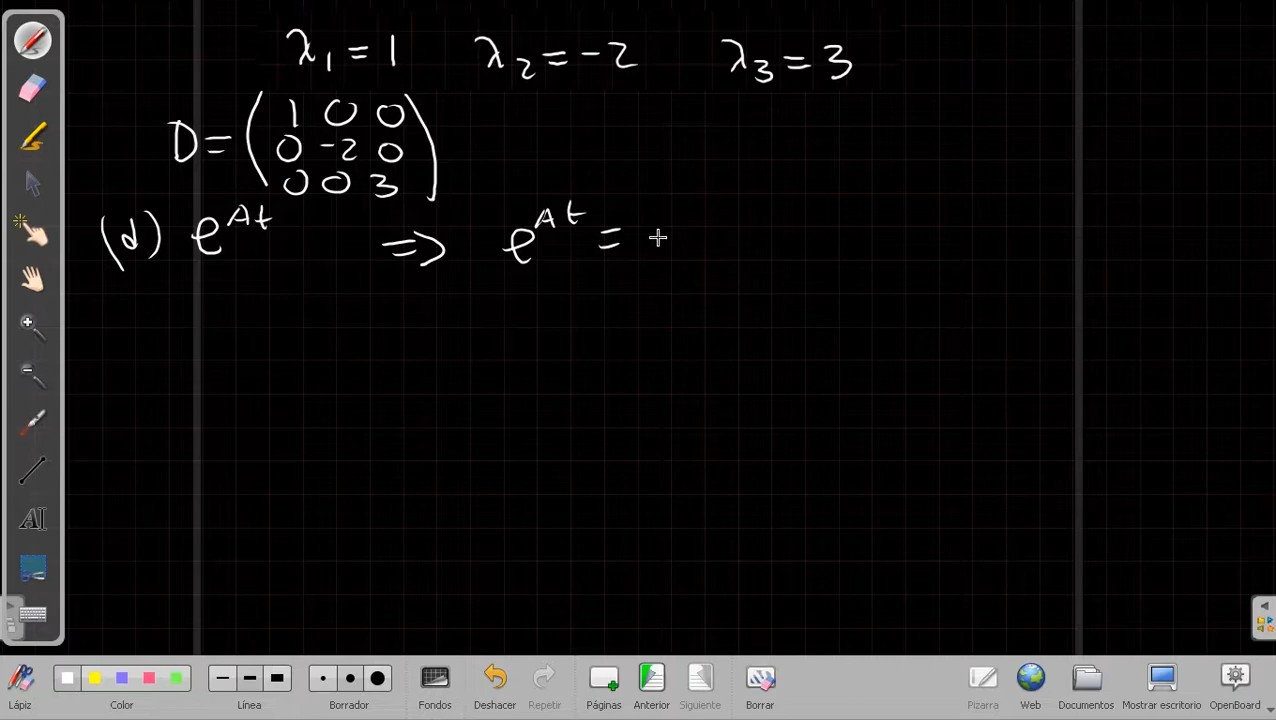 λ₁ = 1 λ₂ = -2 λ₃ = 3
D = ( 1 0 0
0 -2 0
0 0 3 )
(d) e^{At} => e^{At} =
AI
Lápiz Color Línea Borrador Fondos Deshacer Repetir Páginas Anterior Siguiente Borrar Pizarra Web Documentos Mostrar escritorio OpenBoard